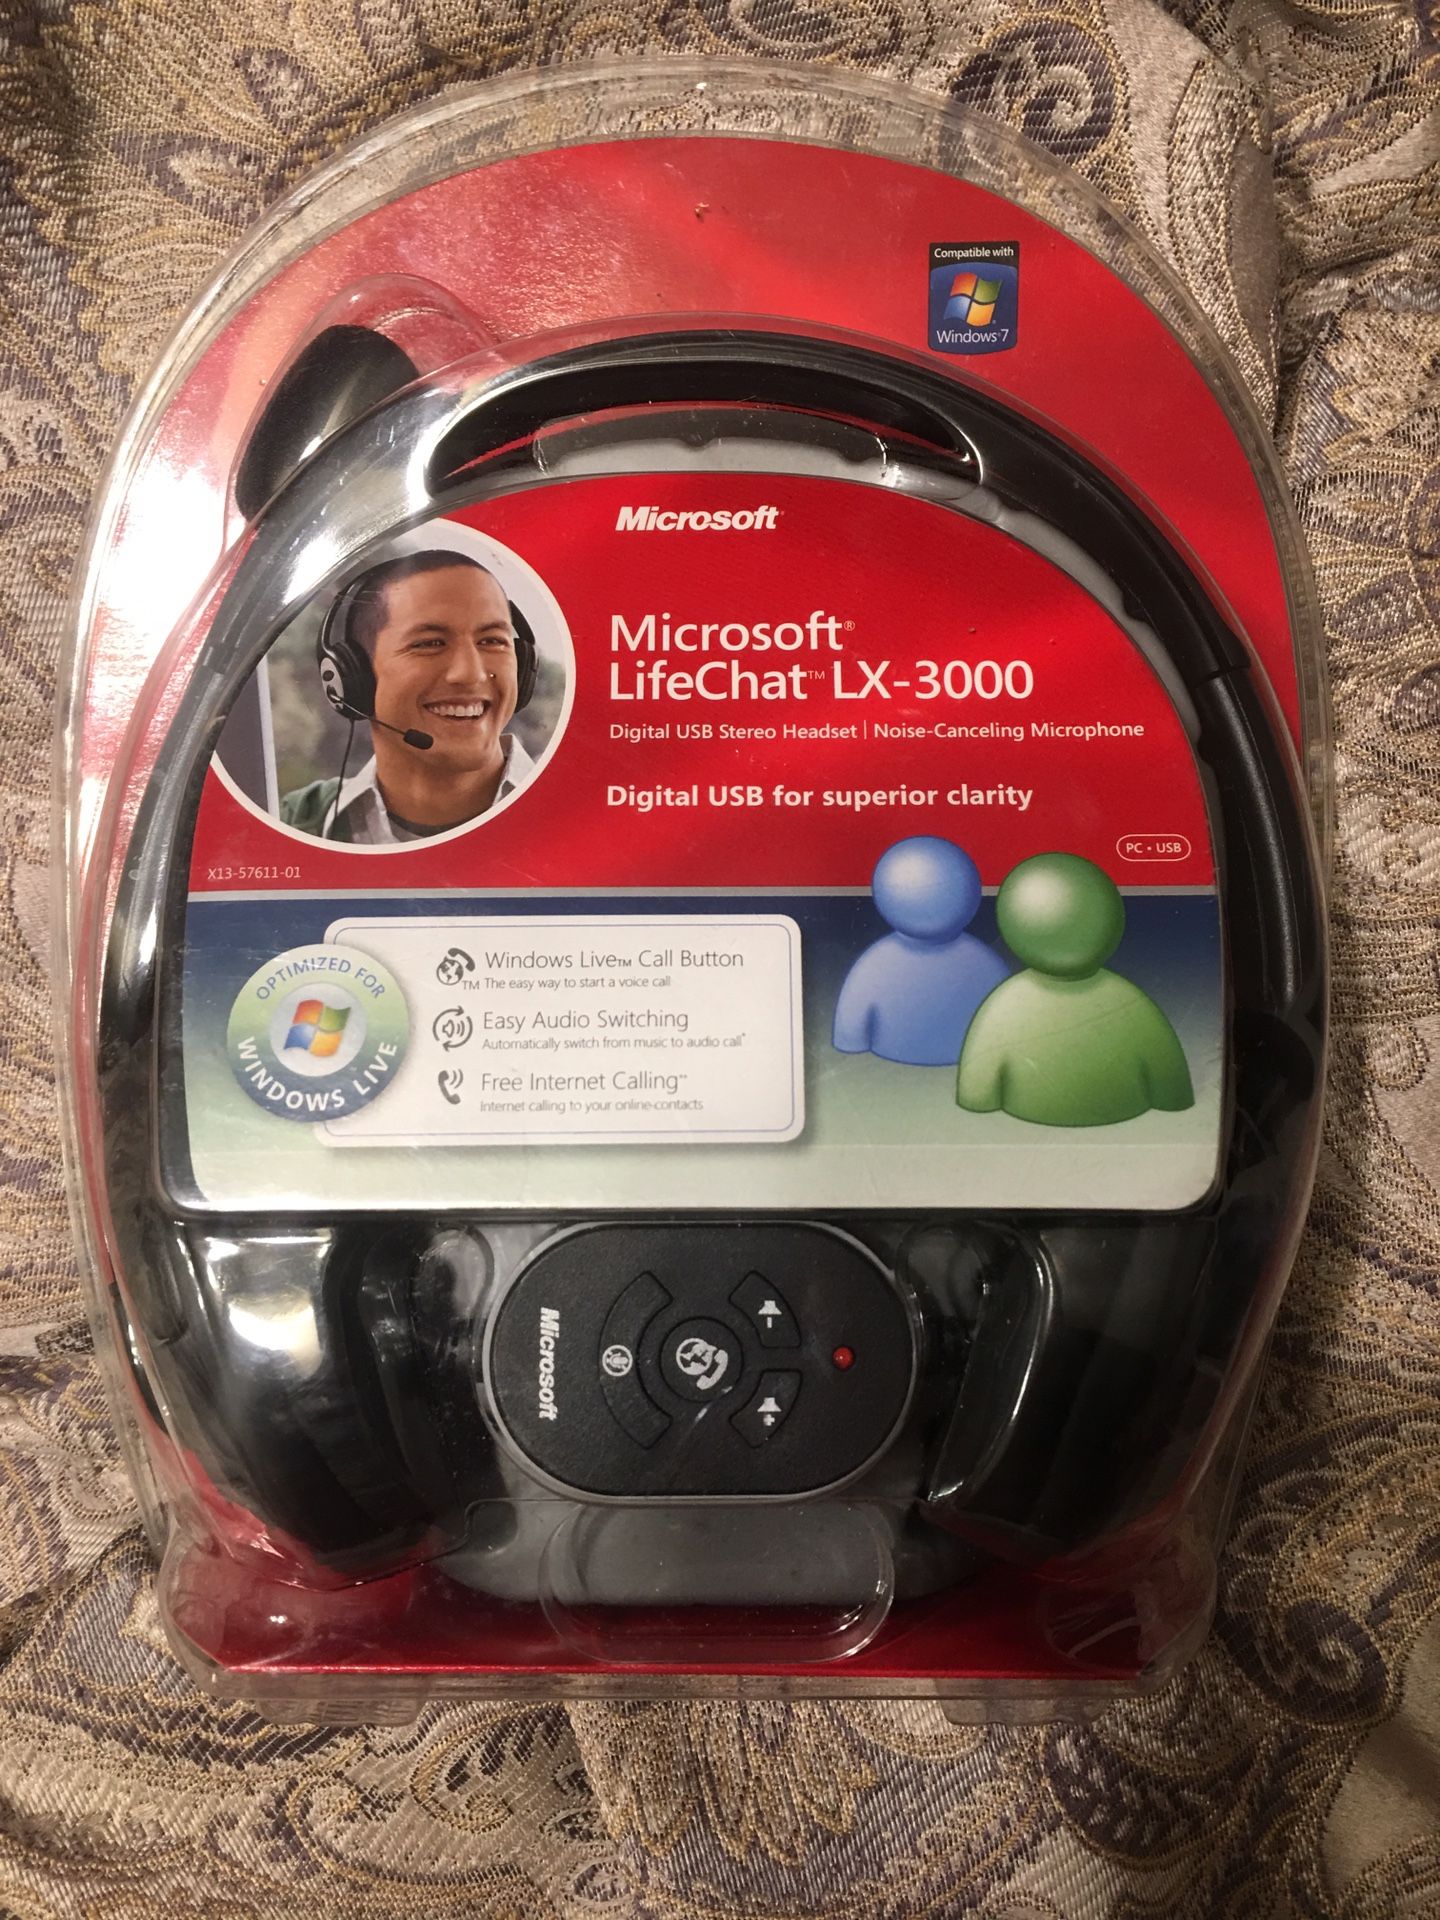 Compatible with
Windows®7
Microsoft®
Microsoft®
LifeChat™ LX-3000
Digital USB Stereo Headset | Noise-Canceling Microphone
Digital USB for superior clarity
PC • USB
X13-57611-01
OPTIMIZED FOR
WINDOWS LIVE
Windows Live™ Call Button
™ The easy way to start a voice call
Easy Audio Switching
Automatically switch from music to audio call*
Free Internet Calling**
Internet calling to your online-contacts
Microsoft